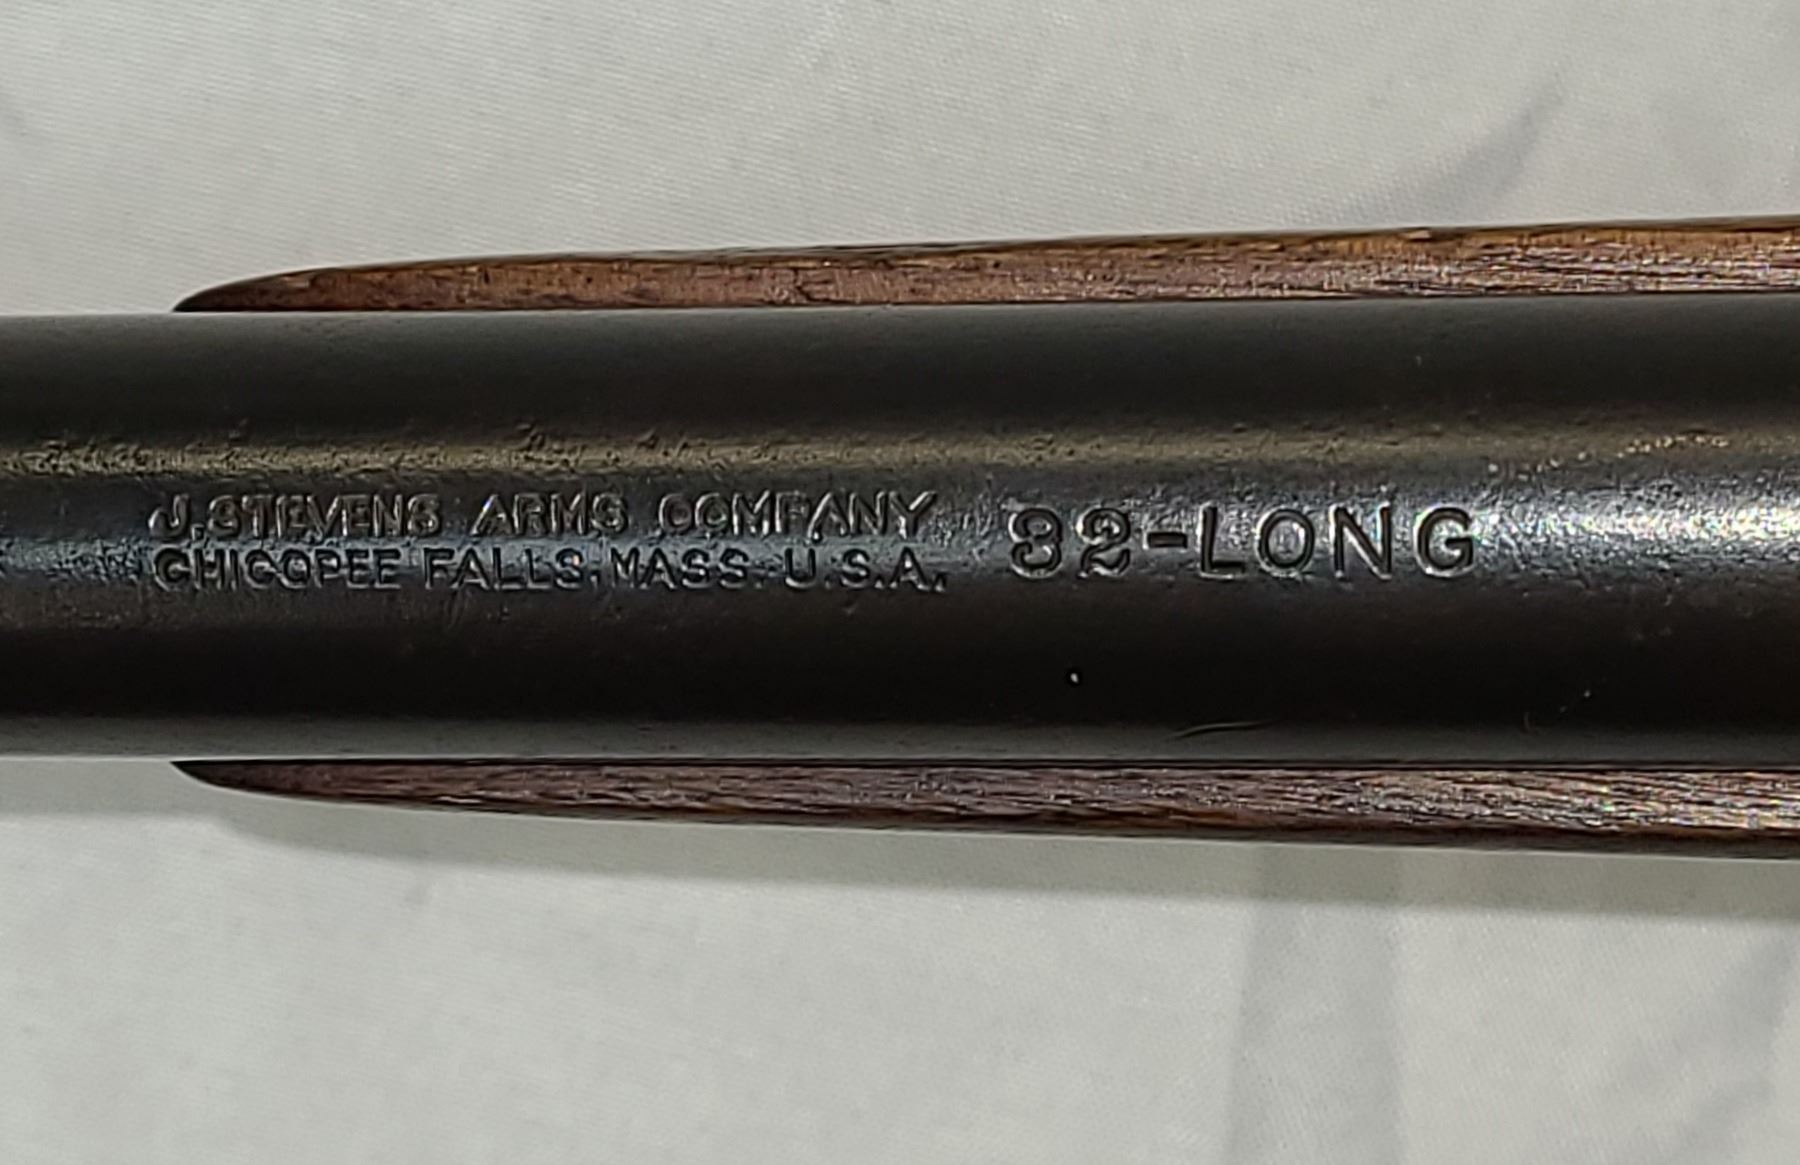 J. STEVENS ARMS COMPANY
CHICOPEE FALLS, MASS. U.S.A.
32-LONG